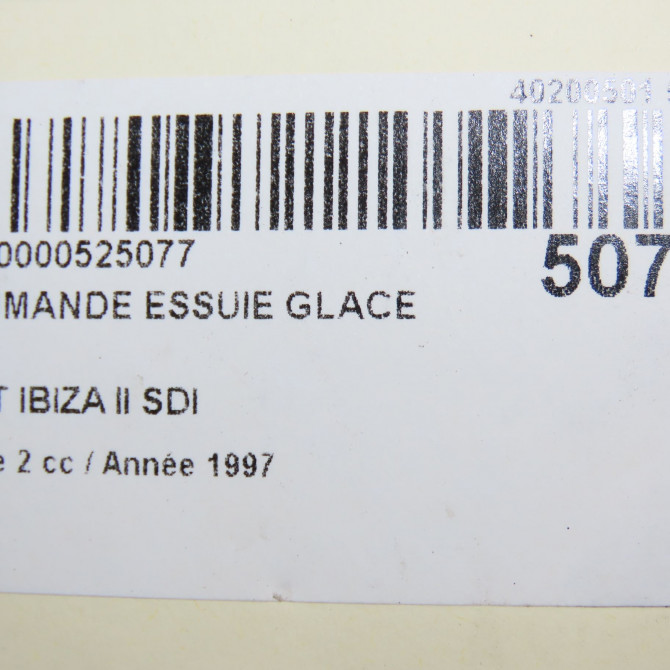 40200501
0000525077
507
MANDE ESSUIE GLACE
T IBIZA II SDI
e 2 cc / Année 1997